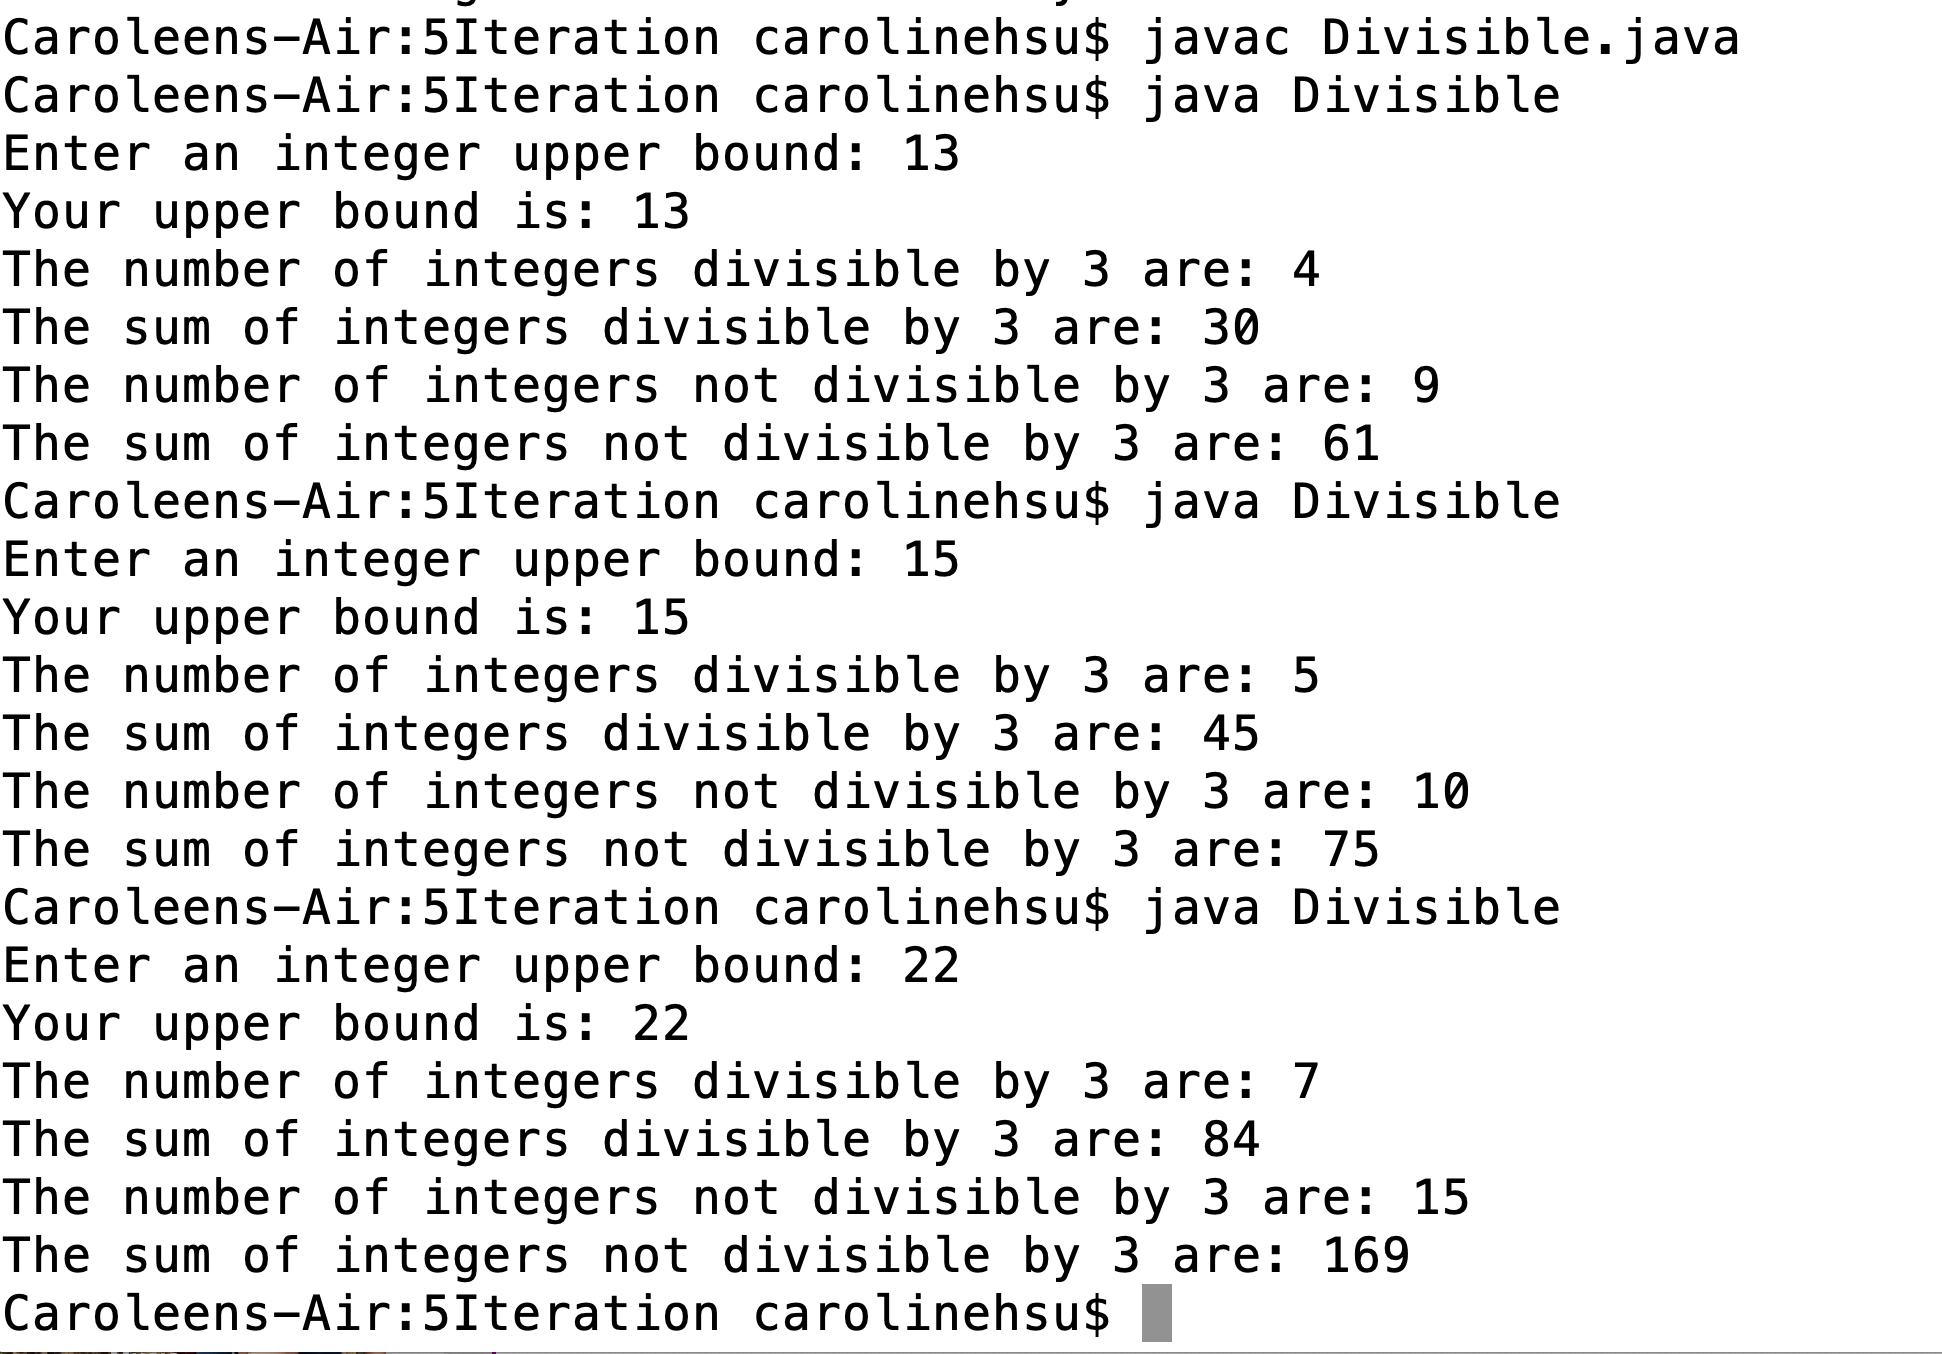 Caroleens-Air:5Iteration carolinehsu$ javac Divisible.java
Caroleens-Air:5Iteration carolinehsu$ java Divisible
Enter an integer upper bound: 13
Your upper bound is: 13
The number of integers divisible by 3 are: 4
The sum of integers divisible by 3 are: 30
The number of integers not divisible by 3 are: 9
The sum of integers not divisible by 3 are: 61
Caroleens-Air:5Iteration carolinehsu$ java Divisible
Enter an integer upper bound: 15
Your upper bound is: 15
The number of integers divisible by 3 are: 5
The sum of integers divisible by 3 are: 45
The number of integers not divisible by 3 are: 10
The sum of integers not divisible by 3 are: 75
Caroleens-Air:5Iteration carolinehsu$ java Divisible
Enter an integer upper bound: 22
Your upper bound is: 22
The number of integers divisible by 3 are: 7
The sum of integers divisible by 3 are: 84
The number of integers not divisible by 3 are: 15
The sum of integers not divisible by 3 are: 169
Caroleens-Air:5Iteration carolinehsu$